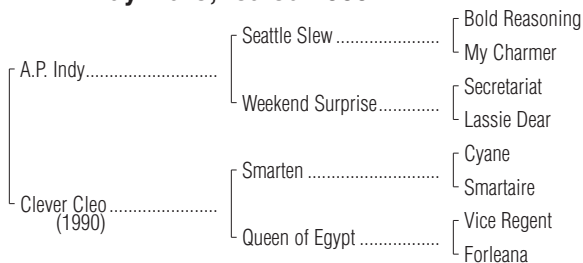 Bold Reasoning
Seattle Slew
My Charmer
A.P. Indy
Secretariat
Weekend Surprise
Lassie Dear
Cyane
Smarten
Smartaire
Clever Cleo
(1990)
Vice Regent
Queen of Egypt
Forleana